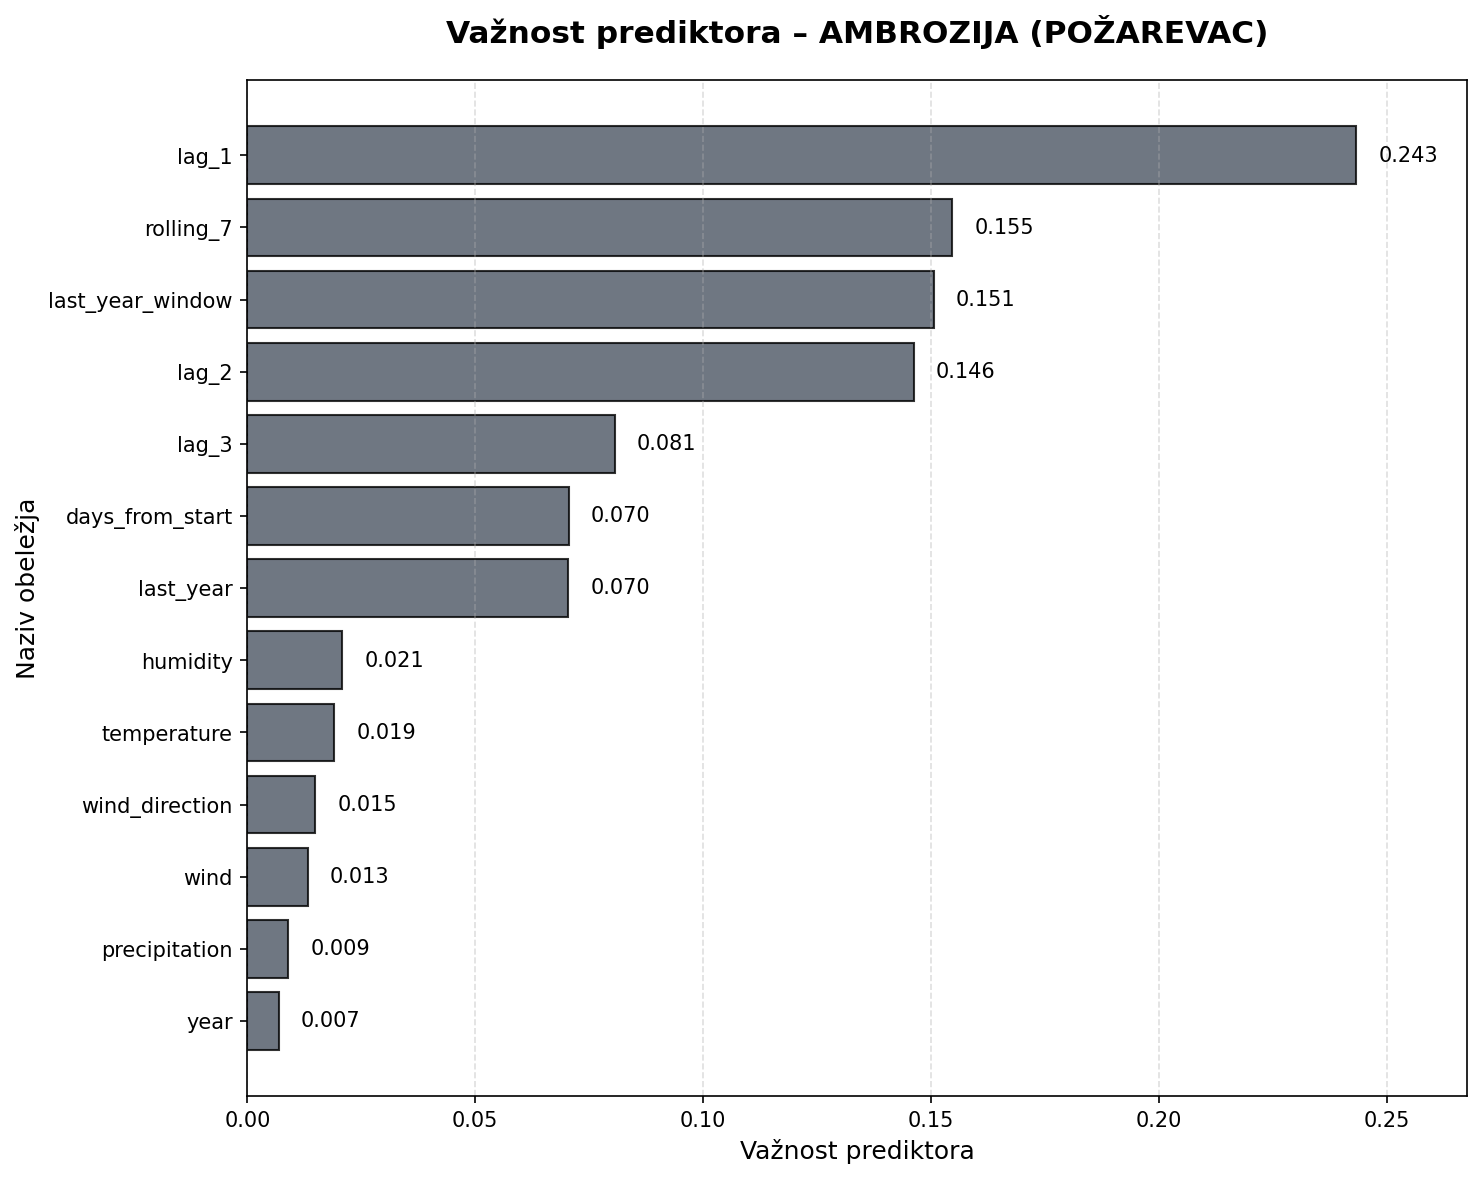 Važnost prediktora – AMBROZIJA (POŽAREVAC)
lag_1 0.243
rolling_7 0.155
last_year_window 0.151
lag_2 0.146
lag_3 0.081
days_from_start 0.070
last_year 0.070
humidity 0.021
temperature 0.019
wind_direction 0.015
wind 0.013
precipitation 0.009
year 0.007
Naziv obeležja
0.00 0.05 0.10 0.15 0.20 0.25
Važnost prediktora